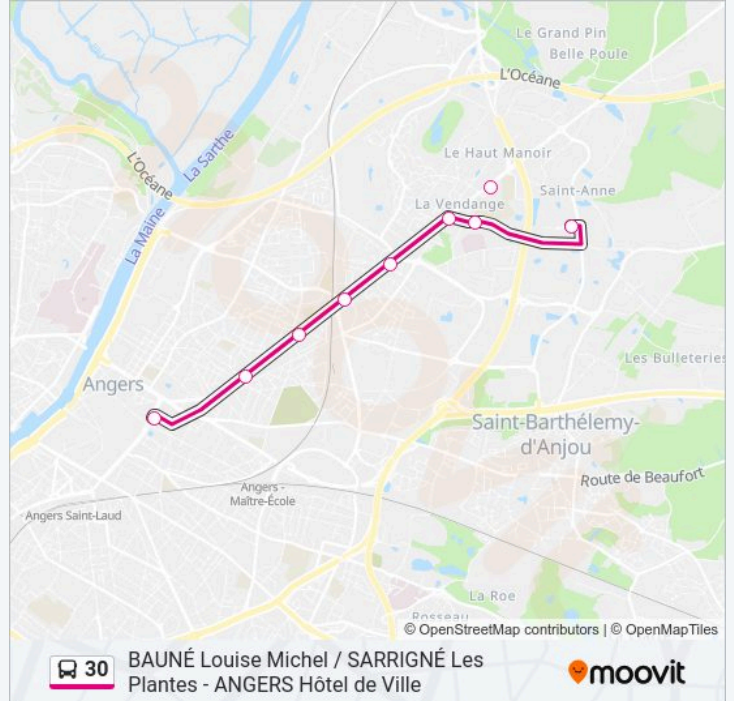 Le Grand Pin
Belle Poule
L'Océane
La Sarthe
L'Océane
Le Haut Manoir
Saint-Anne
La Vendange
La Maine
Les Bulleteries
Angers
Saint-Barthélemy-
d'Anjou
Route de Beaufort
Angers -
Maître-École
Angers Saint-Laud
La Roe
Rosseau
© OpenStreetMap contributors | © OpenMapTiles
30
BAUNÉ Louise Michel / SARRIGNÉ Les
Plantes - ANGERS Hôtel de Ville
moovit